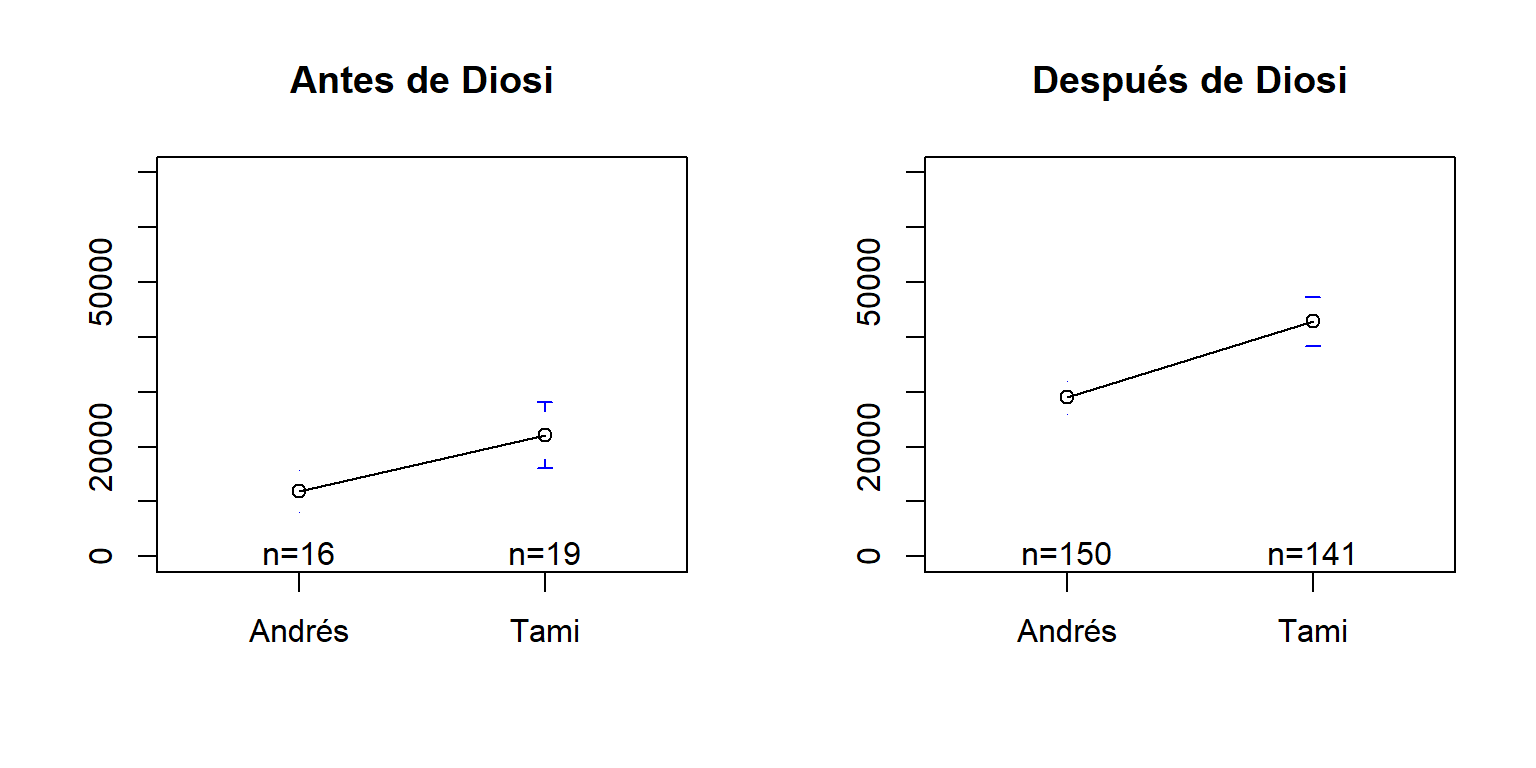 Antes de Diosi
50000
20000
0
n=16 n=19
Andrés Tami
Después de Diosi
50000
20000
0
n=150 n=141
Andrés Tami